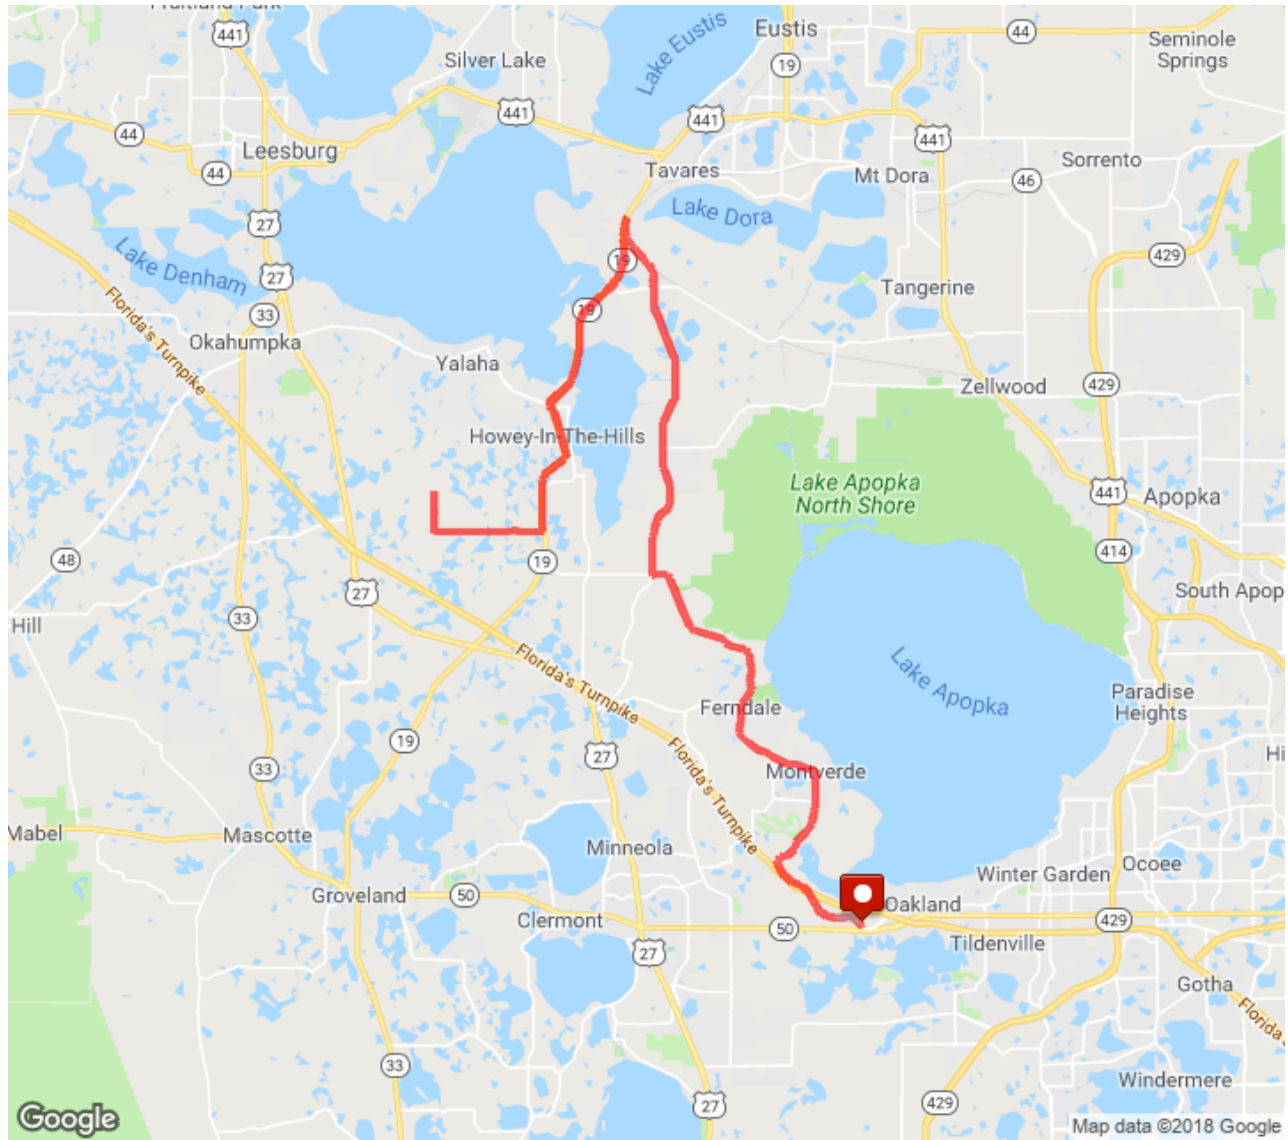 Fruitland Park
441
Eustis
44
Seminole
Springs
Silver Lake
Lake Eustis
19
441
441
441
44
Leesburg
44
Tavares
Mt Dora
Sorrento
46
27
Lake Dora
429
Lake Denham
27
19
Tangerine
33
19
Florida's Turnpike
Okahumpka
Yalaha
Zellwood
429
Howey-In-The-Hills
Lake Apopka
North Shore
441
Apopka
48
19
414
27
South Apop
Hill
33
Florida's Turnpike
Lake Apopka
Paradise
Heights
Ferndale
19
27
Hi
33
Florida's Turnpike
Montverde
Mabel
Mascotte
Minneola
Winter Garden
Ocoee
Groveland
50
Oakland
Clermont
50
429
Tildenville
27
Gotha
Florida's
33
Windermere
27
429
Google
Map data ©2018 Google